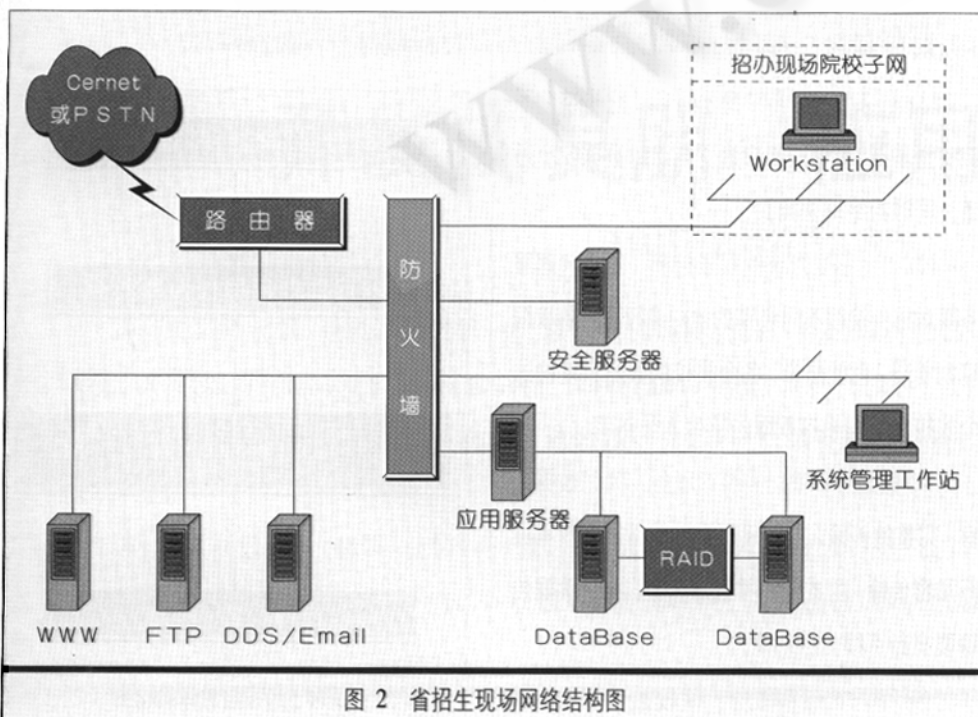 Cernet
或PSTN
路由器
防火墙
招办现场院校子网
Workstation
安全服务器
系统管理工作站
应用服务器
RAID
WWW
FTP
DDS/Email
DataBase
DataBase
图 2 省招生现场网络结构图
www.